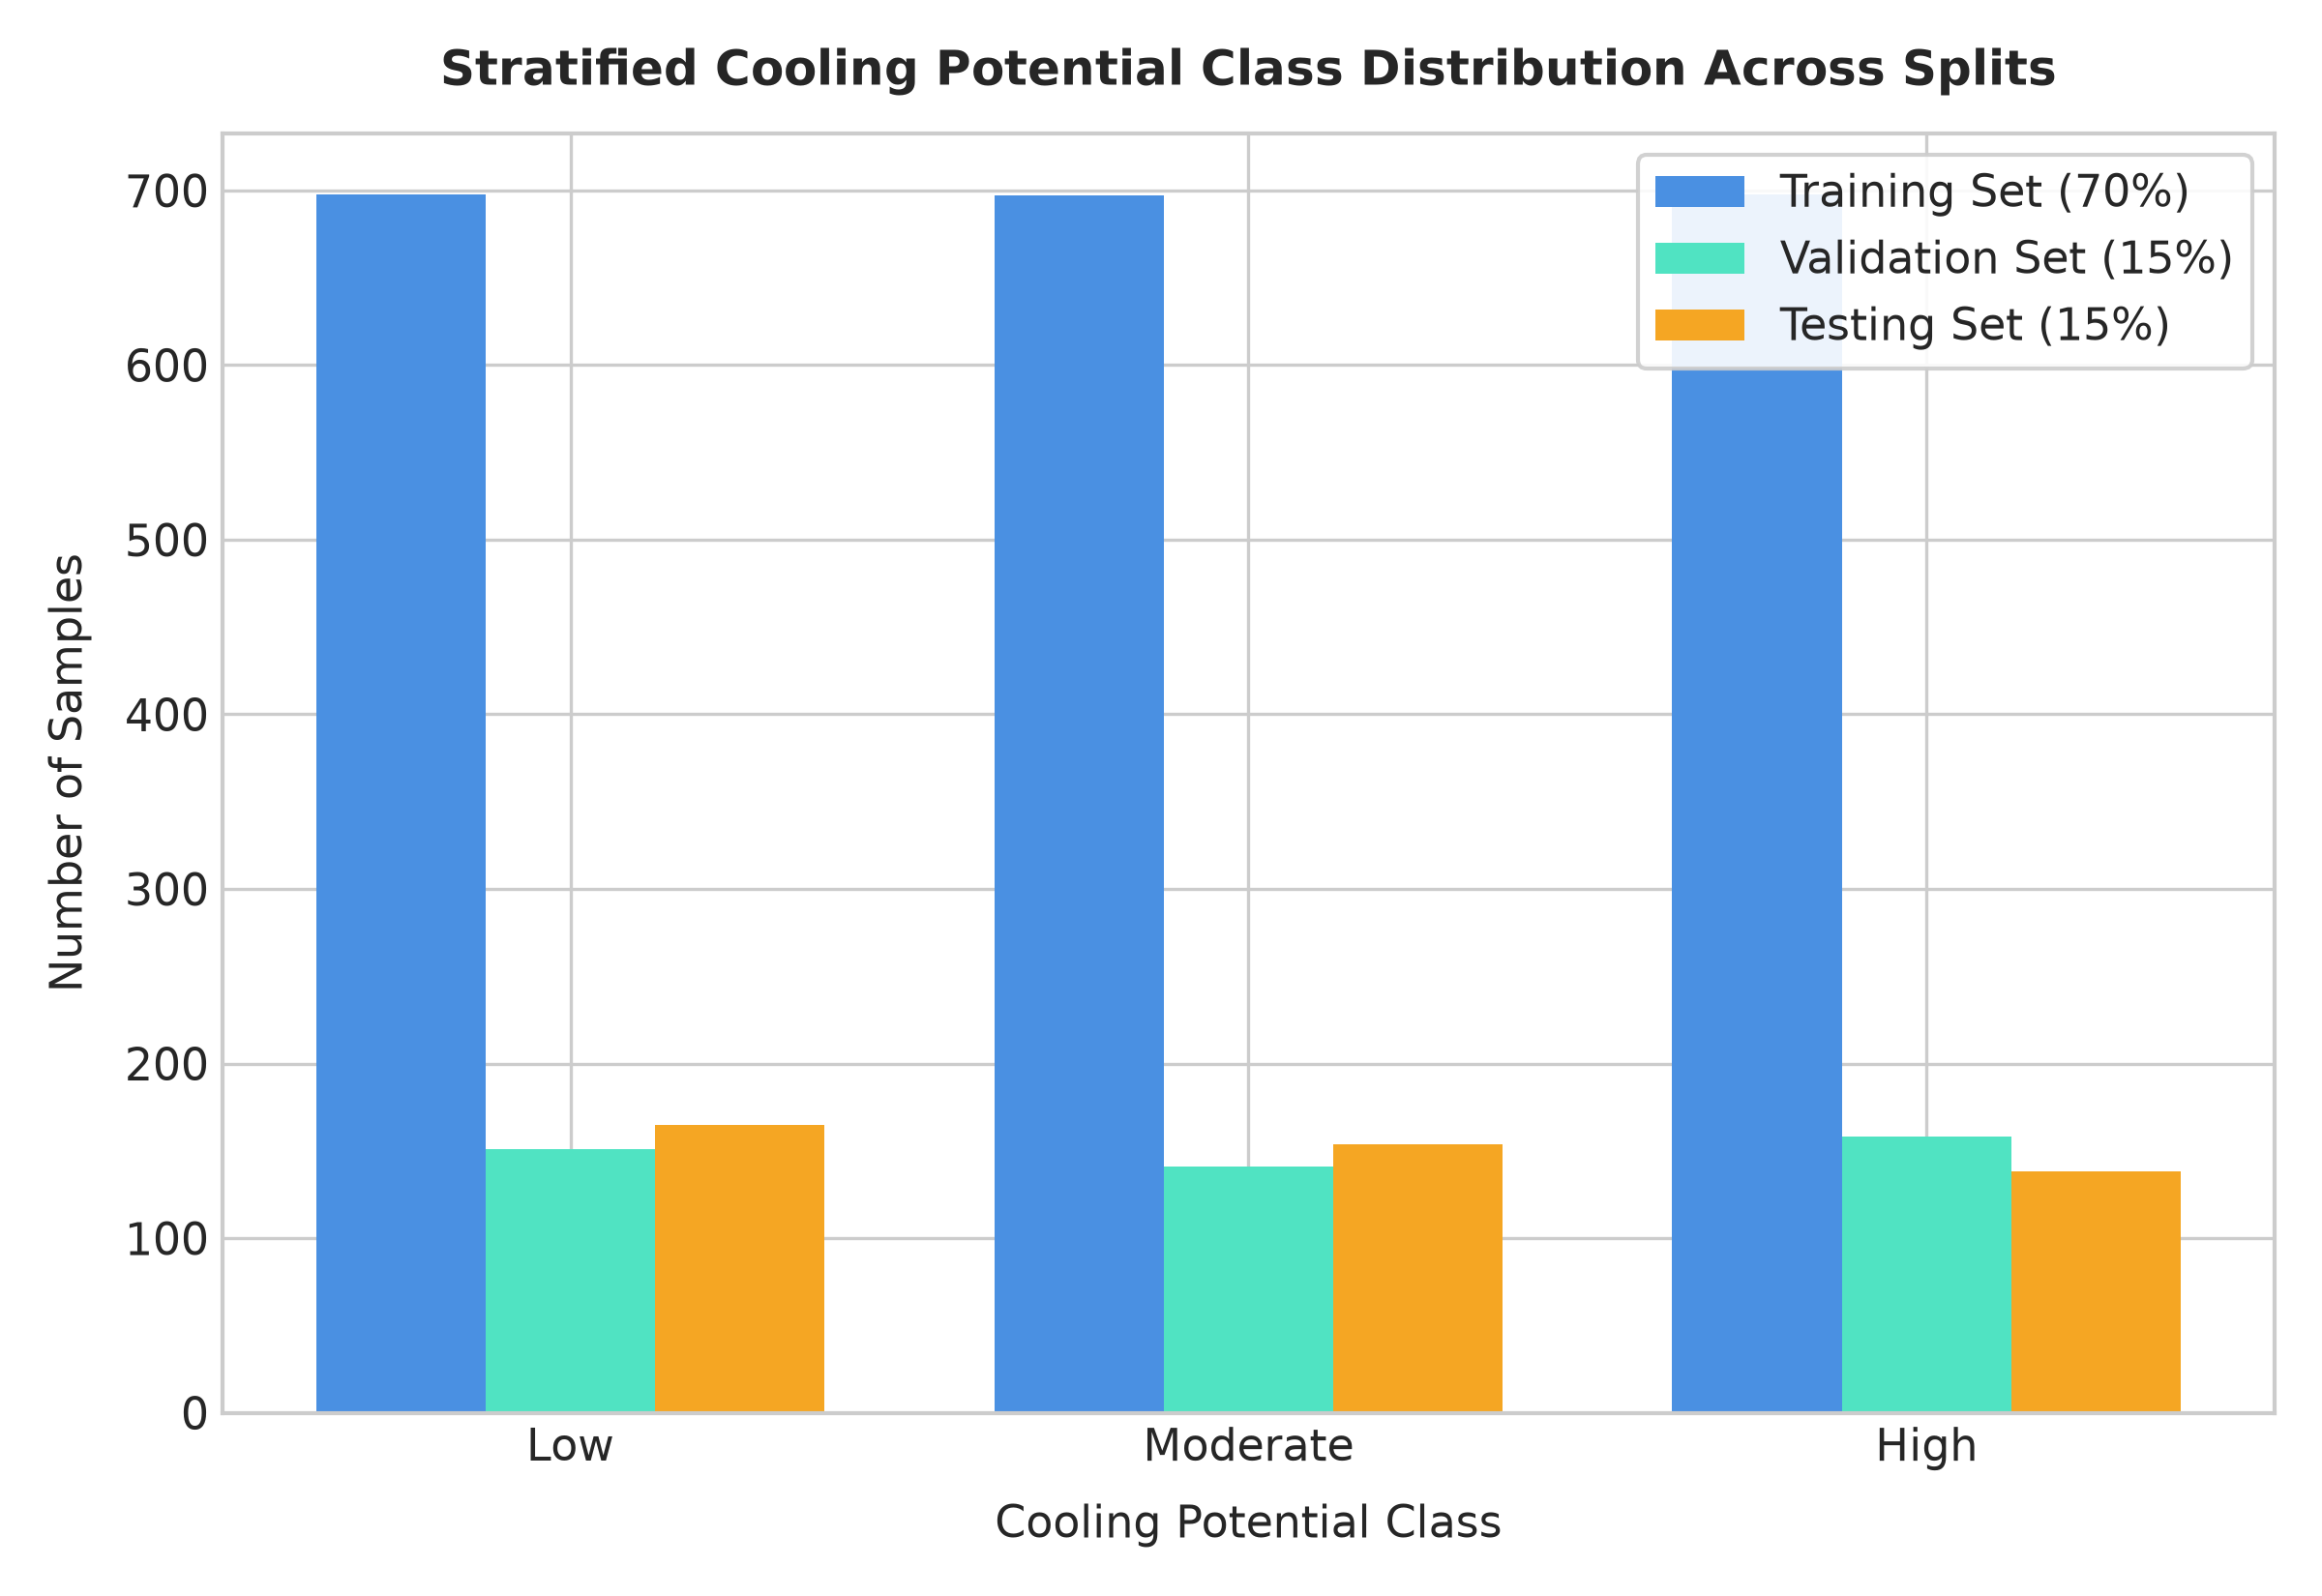 Stratified Cooling Potential Class Distribution Across Splits
Training Set (70%)
Validation Set (15%)
Testing Set (15%)
Number of Samples
700
600
500
400
300
200
100
0
Low
Moderate
High
Cooling Potential Class